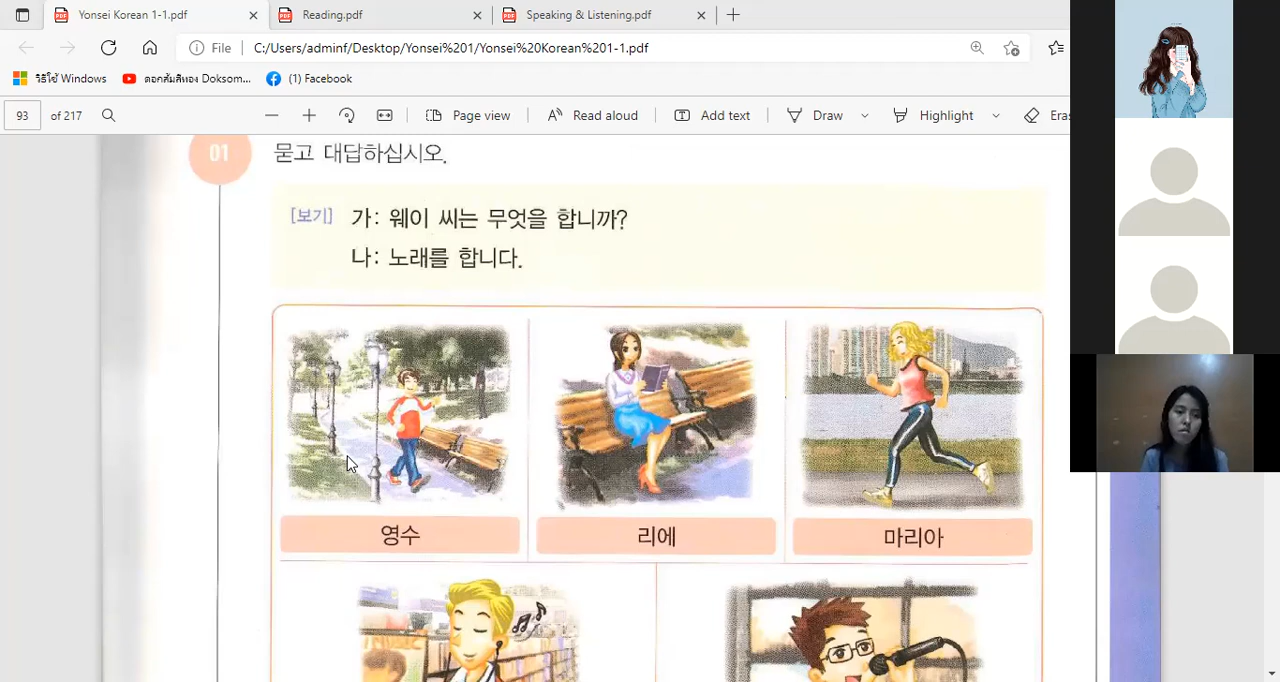 Yonsei Korean 1-1.pdf
Reading.pdf
Speaking & Listening.pdf
File
C:/Users/adminf/Desktop/Yonsei%201/Yonsei%20Korean%201-1.pdf
วิธีใช้ Windows
ดอกส้มสีทอง Doksom...
(1) Facebook
93 of 217
Page view
Read aloud
Add text
Draw
Highlight
Eras
01 묻고 대답하십시오.
[보기] 가: 웨이 씨는 무엇을 합니까?
나: 노래를 합니다.
영수
리에
마리아